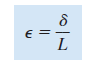 ϵ = δ/L